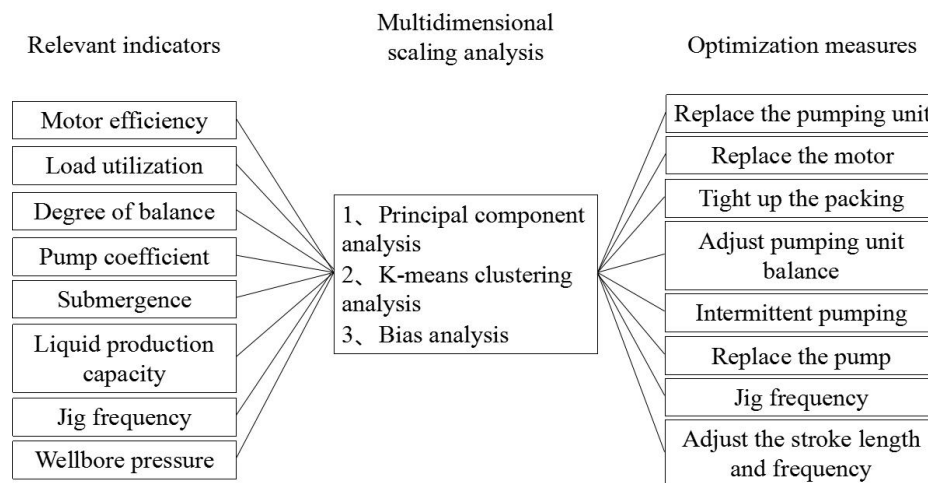 Relevant indicators
Motor efficiency
Load utilization
Degree of balance
Pump coefficient
Submergence
Liquid production
capacity
Jig frequency
Wellbore pressure
Multidimensional
scaling analysis
1、Principal component
analysis
2、K-means clustering
analysis
3、Bias analysis
Optimization measures
Replace the pumping unit
Replace the motor
Tight up the packing
Adjust pumping unit
balance
Intermittent pumping
Replace the pump
Jig frequency
Adjust the stroke length
and frequency